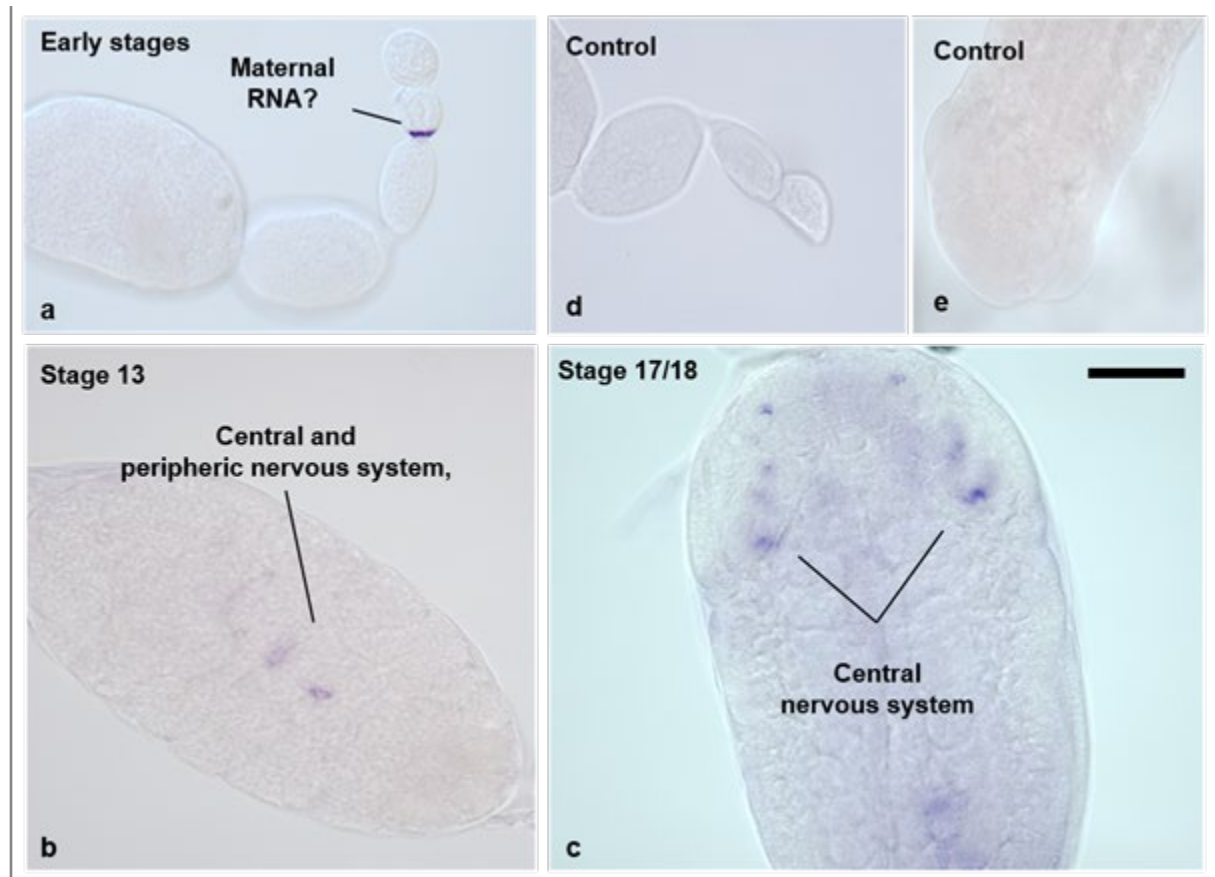 Early stages
Maternal
RNA?
a
Control
d
Control
e
Stage 13
Central and
peripheric nervous system,
b
Stage 17/18
Central
nervous system
c